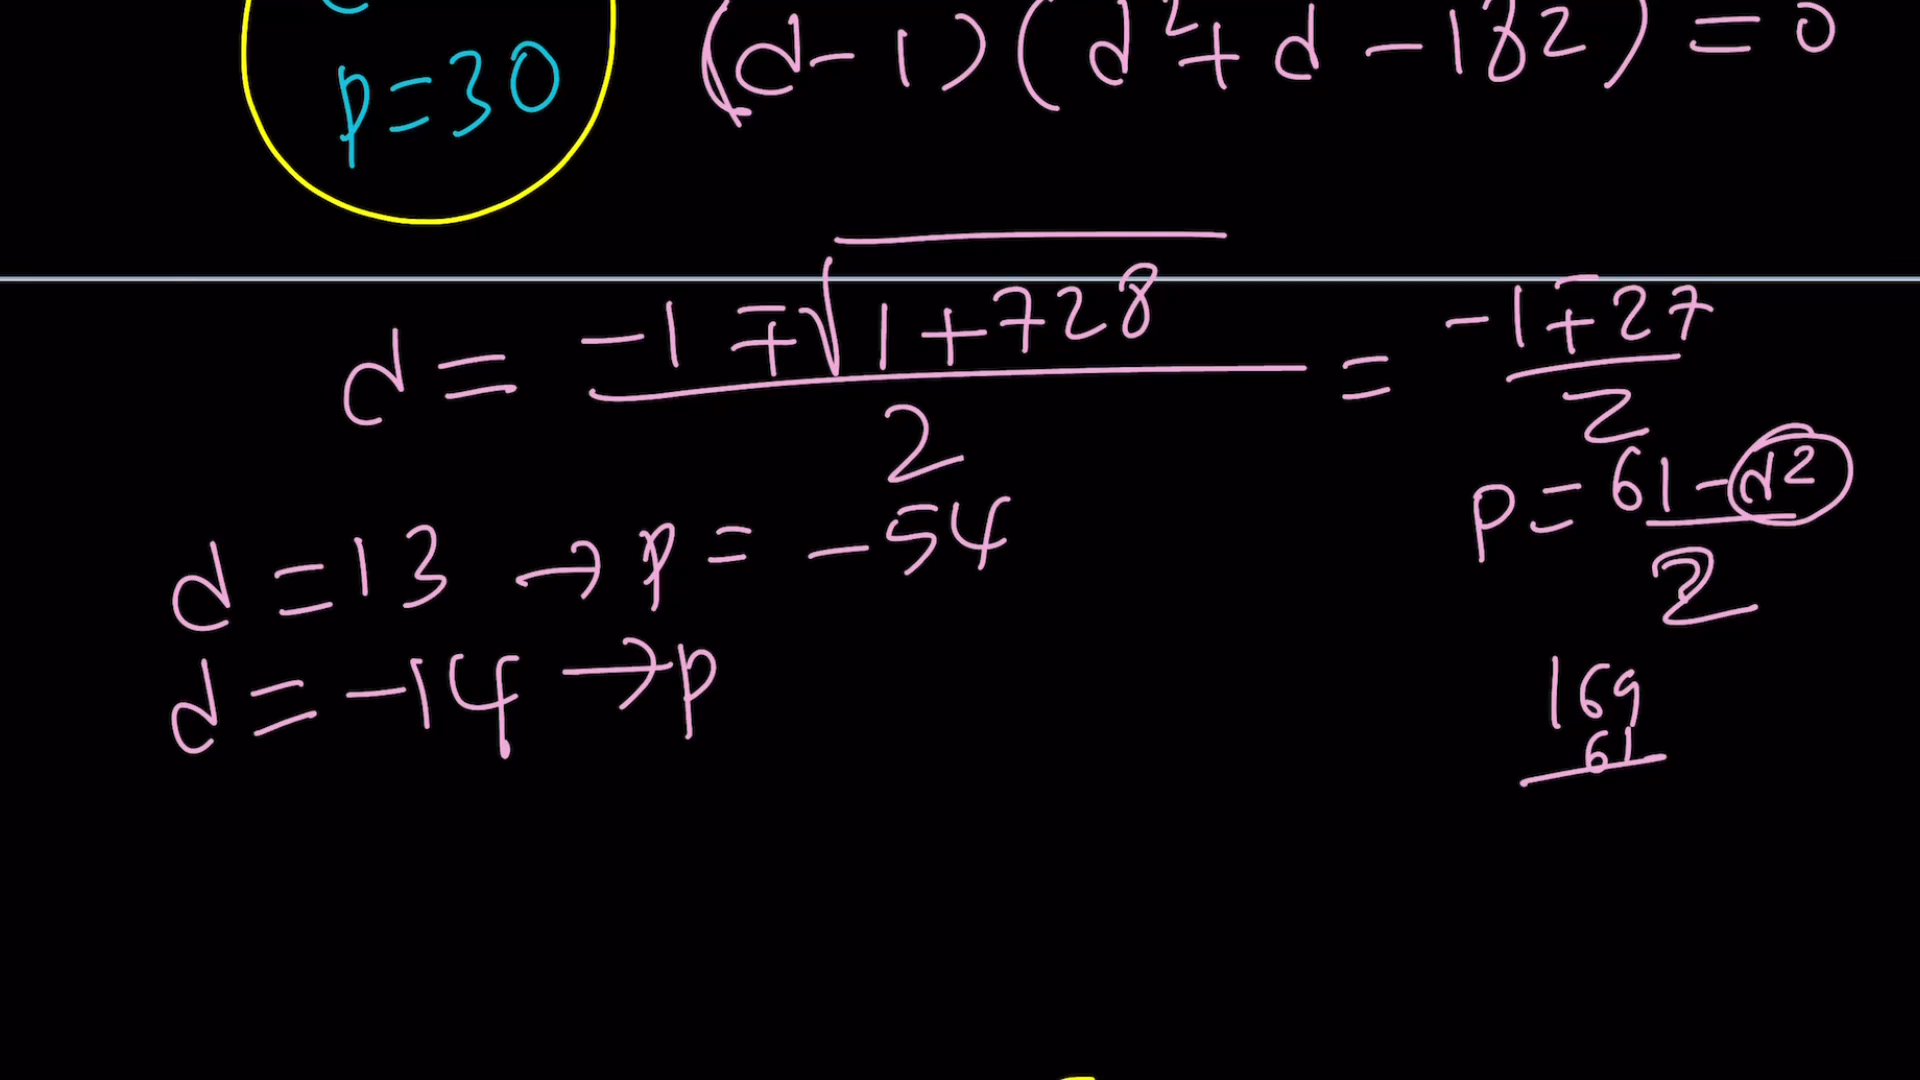 p=30
(d-1)(d²+d-182)=0
d = (-1 ∓ √(1+728))/2 = (-1 ∓ 27)/2
p = (61-d²)/2
d = 13 → p = -54
d = -14 → p
169
61